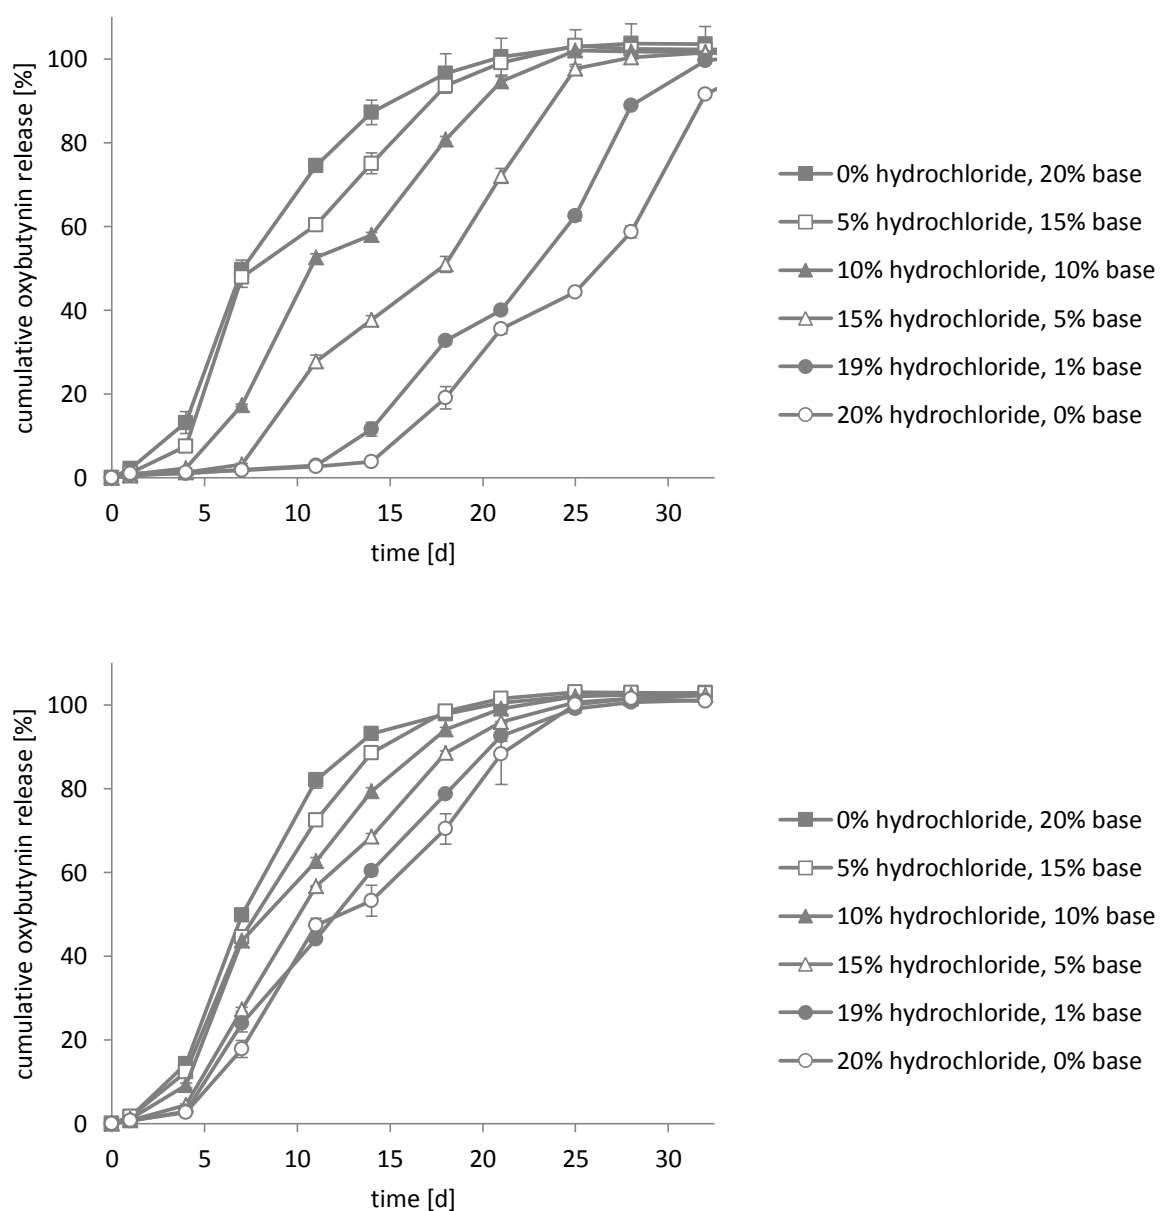 cumulative oxybutynin release [%]
100
80
60
40
20
0
0 5 10 15 20 25 30
time [d]
0% hydrochloride, 20% base
5% hydrochloride, 15% base
10% hydrochloride, 10% base
15% hydrochloride, 5% base
19% hydrochloride, 1% base
20% hydrochloride, 0% base
cumulative oxybutynin release [%]
100
80
60
40
20
0
0 5 10 15 20 25 30
time [d]
0% hydrochloride, 20% base
5% hydrochloride, 15% base
10% hydrochloride, 10% base
15% hydrochloride, 5% base
19% hydrochloride, 1% base
20% hydrochloride, 0% base